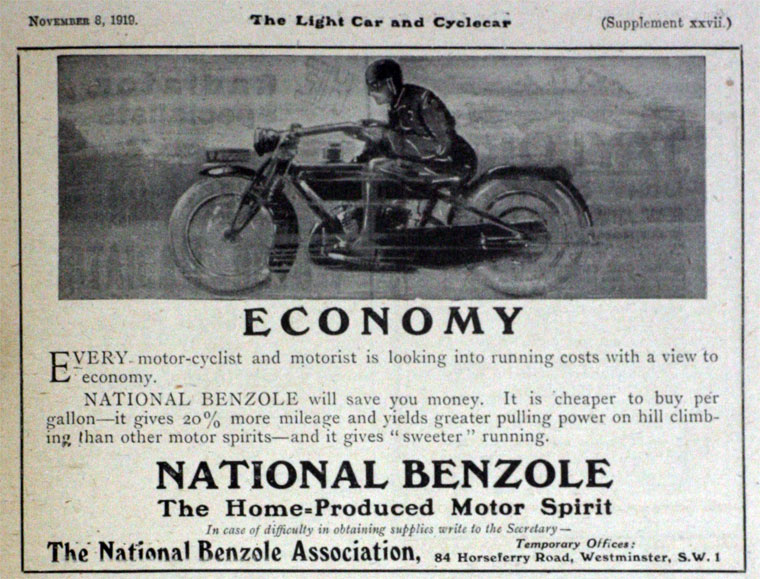 NOVEMBER 8, 1919. The Light Car and Cyclecar (Supplement xxvii.)
ECONOMY
EVERY motor-cyclist and motorist is looking into running costs with a view to
economy.
NATIONAL BENZOLE will save you money. It is cheaper to buy per
gallon—it gives 20% more mileage and yields greater pulling power on hill climb-
ing than other motor spirits—and it gives "sweeter" running.
NATIONAL BENZOLE
The Home=Produced Motor Spirit
In case of difficulty in obtaining supplies write to the Secretary—
The National Benzole Association, Temporary Offices:
84 Horseferry Road, Westminster, S.W. 1